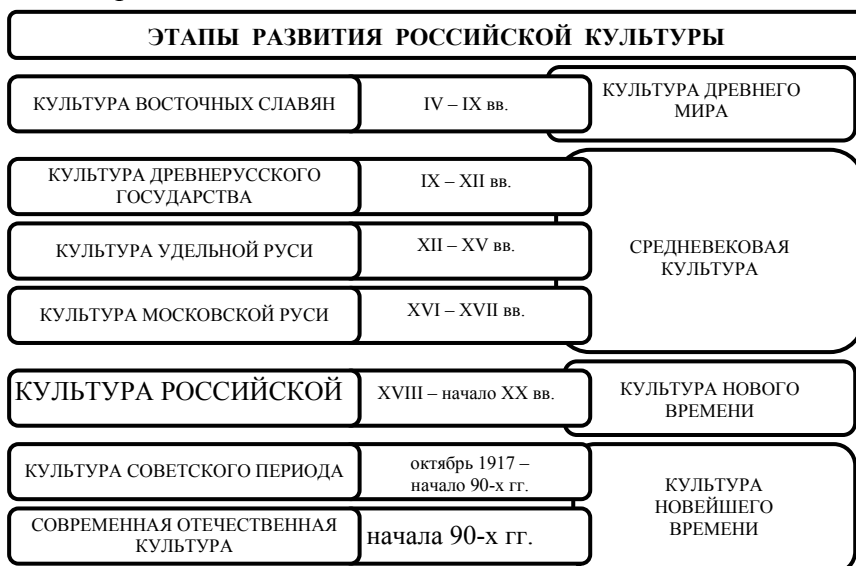 ЭТАПЫ РАЗВИТИЯ РОССИЙСКОЙ КУЛЬТУРЫ
КУЛЬТУРА ВОСТОЧНЫХ СЛАВЯН
IV – IX вв.
КУЛЬТУРА ДРЕВНЕГО
МИРА
КУЛЬТУРА ДРЕВНЕРУССКОГО
ГОСУДАРСТВА
IX – XII вв.
КУЛЬТУРА УДЕЛЬНОЙ РУСИ
XII – XV вв.
КУЛЬТУРА МОСКОВСКОЙ РУСИ
XVI – XVII вв.
СРЕДНЕВЕКОВАЯ
КУЛЬТУРА
КУЛЬТУРА РОССИЙСКОЙ
XVIII – начало XX вв.
КУЛЬТУРА НОВОГО
ВРЕМЕНИ
КУЛЬТУРА СОВЕТСКОГО ПЕРИОДА
октябрь 1917 –
начало 90-х гг.
СОВРЕМЕННАЯ ОТЕЧЕСТВЕННАЯ
КУЛЬТУРА
начала 90-х гг.
КУЛЬТУРА
НОВЕЙШЕГО
ВРЕМЕНИ